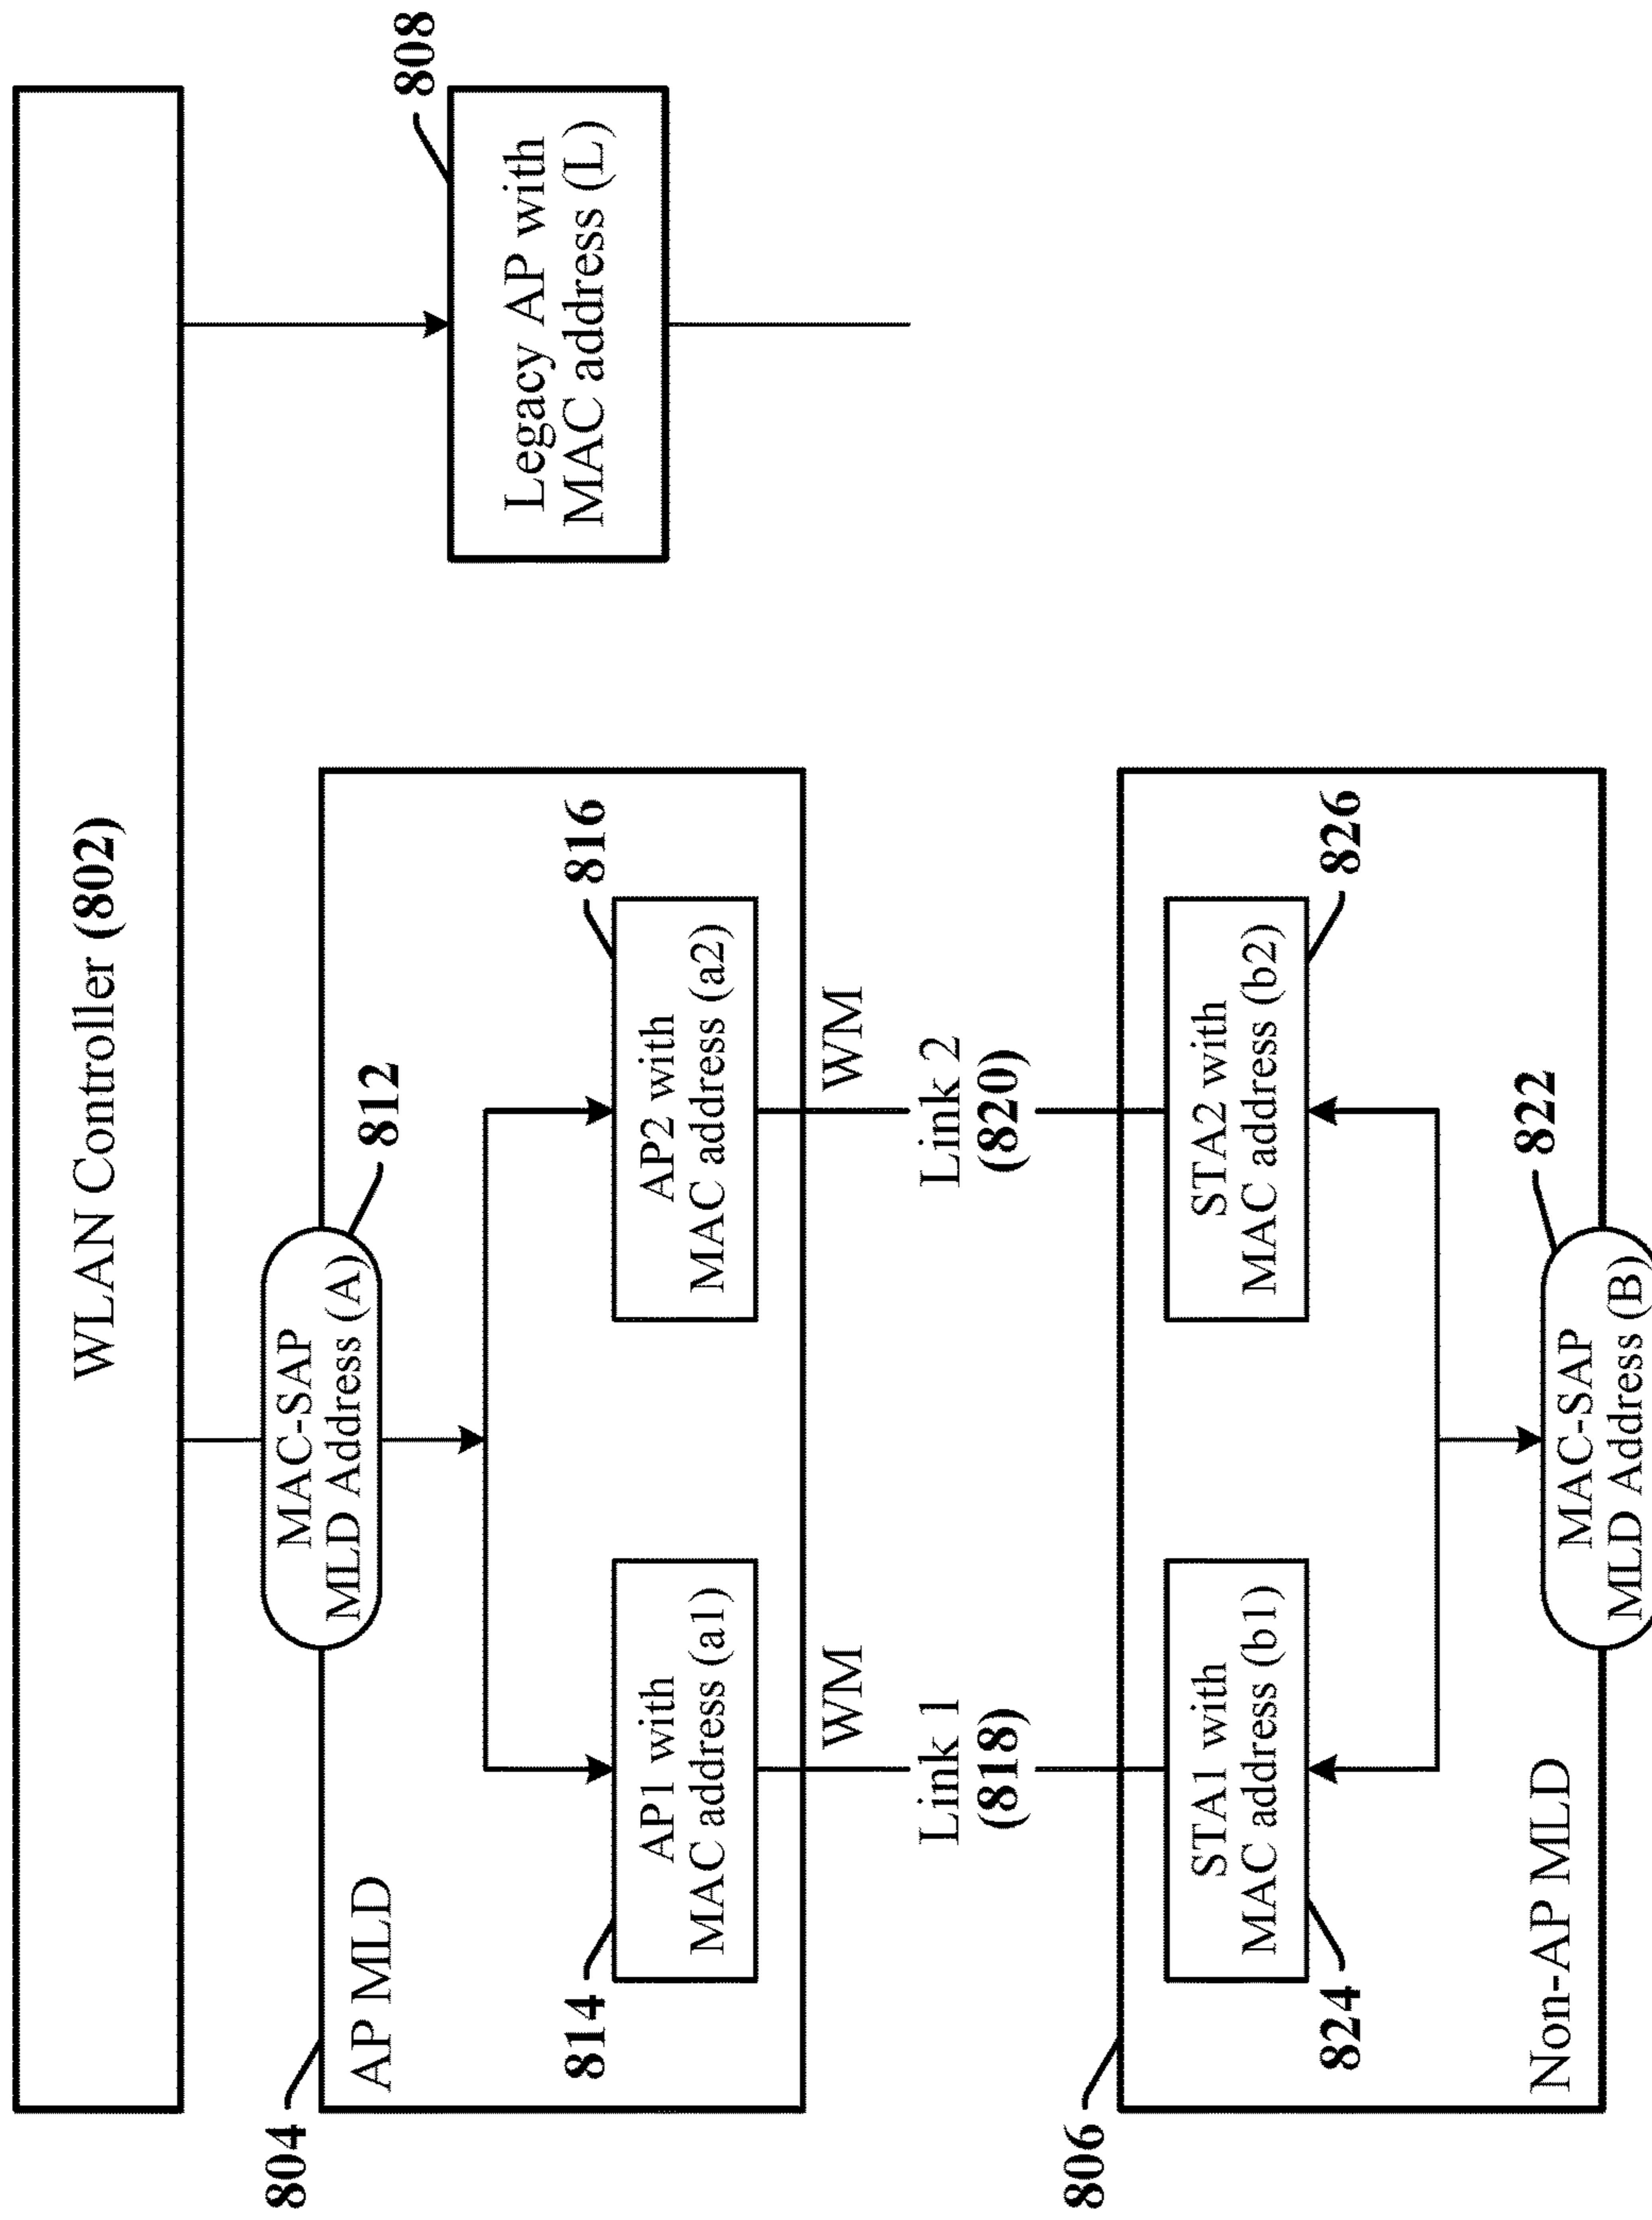 WLAN Controller (802)
804
AP MLD
MAC-SAP
MLD Address (A)
812
808
Legacy AP with
MAC address (L)
814
AP1 with
MAC address (a1)
816
AP2 with
MAC address (a2)
WM
WM
Link 1
(818)
Link 2
(820)
806
STA1 with
MAC address (b1)
824
STA2 with
MAC address (b2)
826
Non-AP MLD
MAC-SAP
MLD Address (B)
822